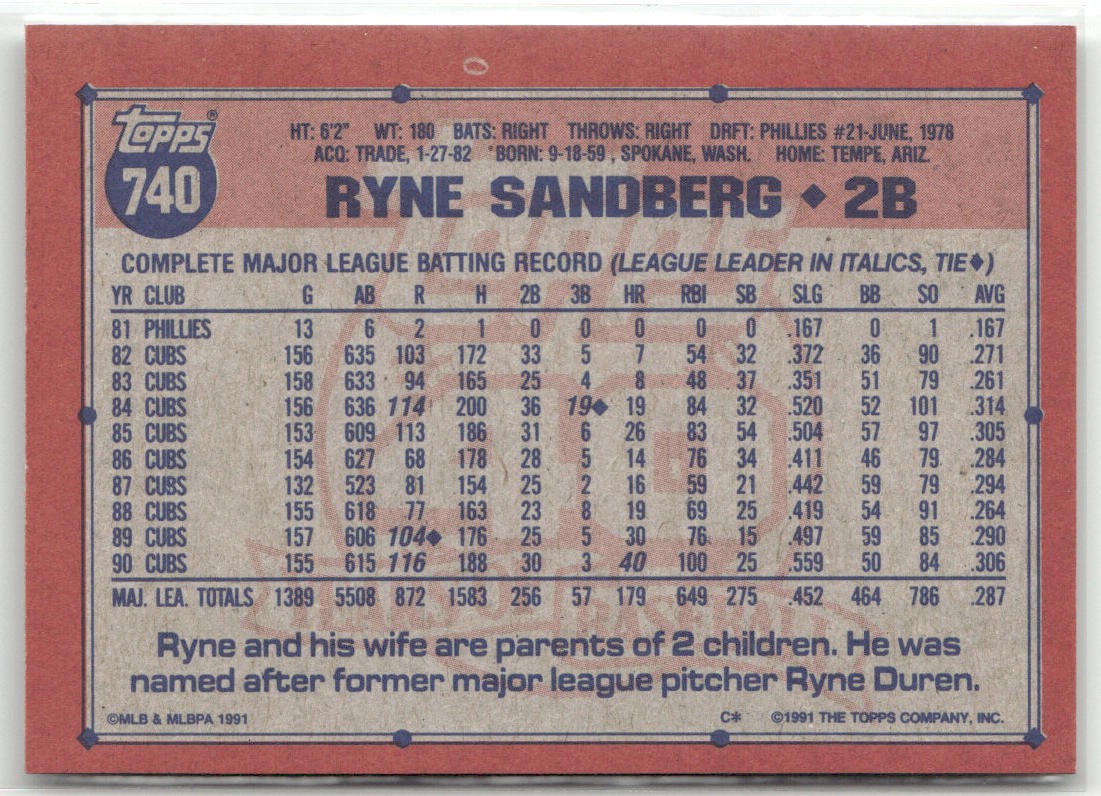 Topps®
740
HT: 6'2" WT: 180 BATS: RIGHT THROWS: RIGHT DRFT: PHILLIES #21-JUNE, 1978
ACQ: TRADE, 1-27-82 BORN: 9-18-59 , SPOKANE, WASH. HOME: TEMPE, ARIZ.
RYNE SANDBERG ◆ 2B
COMPLETE MAJOR LEAGUE BATTING RECORD (LEAGUE LEADER IN ITALICS, TIE◆)
YR CLUB G AB R H 2B 3B HR RBI SB SLG BB SO AVG
81 PHILLIES 13 6 2 1 0 0 0 0 0 .167 0 1 .167
82 CUBS 156 635 103 172 33 5 7 54 32 .372 36 90 .271
83 CUBS 158 633 94 165 25 4 8 48 37 .351 51 79 .261
84 CUBS 156 636 114 200 36 19◆ 19 84 32 .520 52 101 .314
85 CUBS 153 609 113 186 31 6 26 83 54 .504 57 97 .305
86 CUBS 154 627 68 178 28 5 14 76 34 .411 46 79 .284
87 CUBS 132 523 81 154 25 2 16 59 21 .442 59 79 .294
88 CUBS 155 618 77 163 23 8 19 69 25 .419 54 91 .264
89 CUBS 157 606 104◆ 176 25 5 30 76 15 .497 59 85 .290
90 CUBS 155 615 116 188 30 3 40 100 25 .559 50 84 .306
MAJ. LEA. TOTALS 1389 5508 872 1583 256 57 179 649 275 .452 464 786 .287
Ryne and his wife are parents of 2 children. He was
named after former major league pitcher Ryne Duren.
©MLB & MLBPA 1991 C* ©1991 THE TOPPS COMPANY, INC.